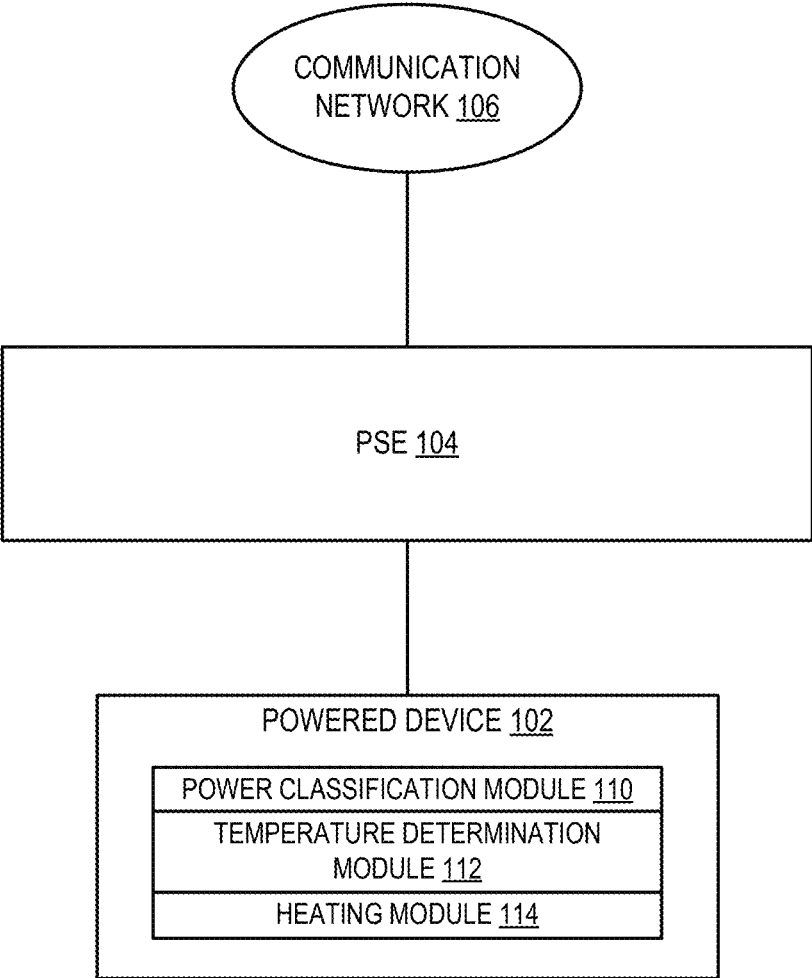 COMMUNICATION
NETWORK 106
PSE 104
POWERED DEVICE 102
POWER CLASSIFICATION MODULE 110
TEMPERATURE DETERMINATION
MODULE 112
HEATING MODULE 114